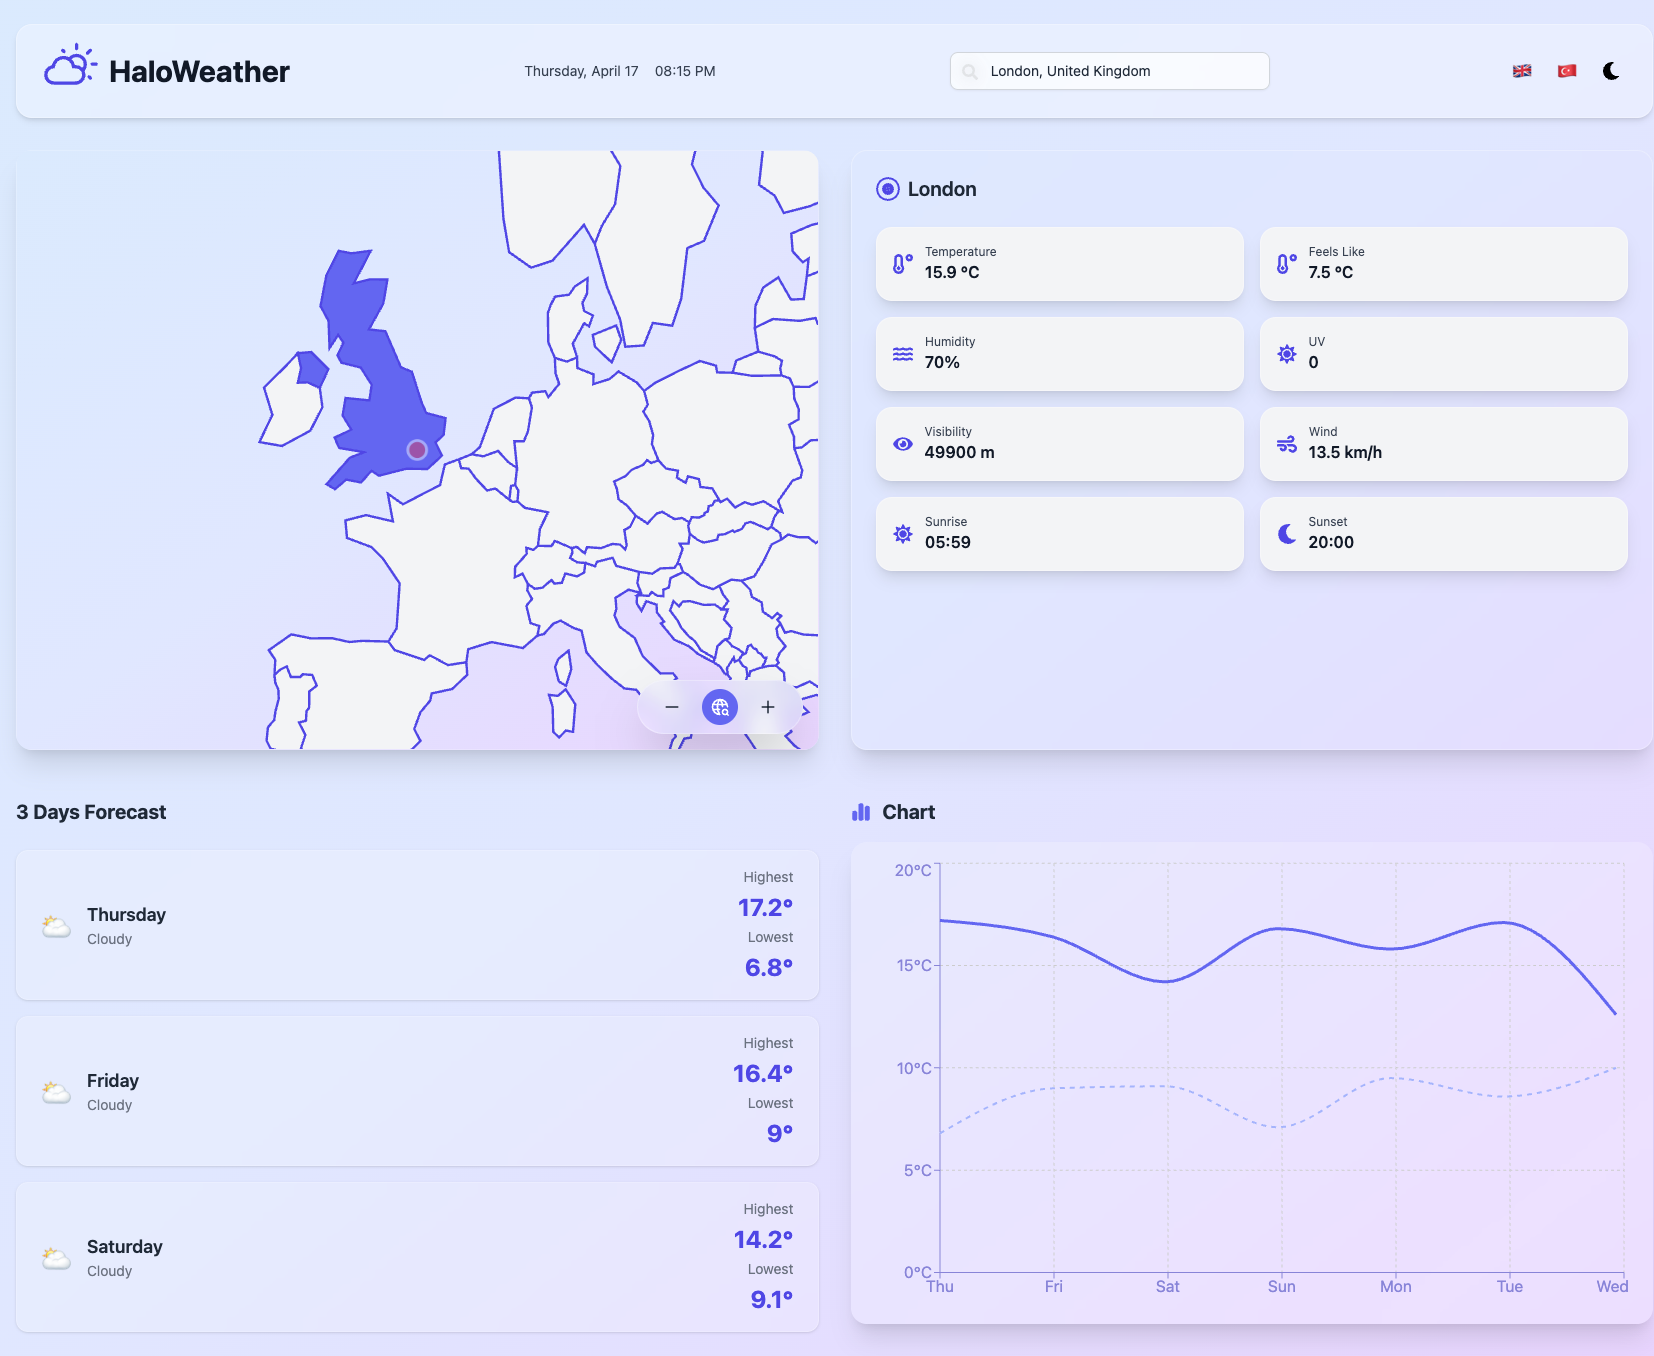 HaloWeather
Thursday, April 17 08:15 PM
London, United Kingdom
London
Temperature
15.9 °C
Feels Like
7.5 °C
Humidity
70%
UV
0
Visibility
49900 m
Wind
13.5 km/h
Sunrise
05:59
Sunset
20:00
3 Days Forecast
Thursday
Cloudy
Highest
17.2°
Lowest
6.8°
Friday
Cloudy
Highest
16.4°
Lowest
9°
Saturday
Cloudy
Highest
14.2°
Lowest
9.1°
Chart
20°C
15°C
10°C
5°C
0°C
Thu Fri Sat Sun Mon Tue Wed